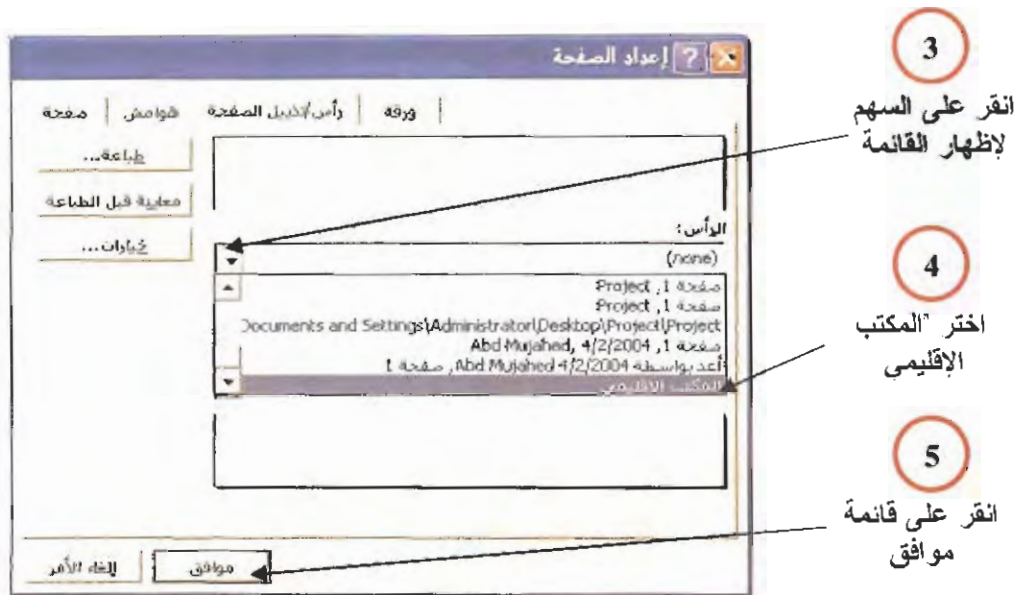 إعداد الصفحة
صفحة
هوامش
رأس/تذييل الصفحة
ورقة
طباعة...
معاينة قبل الطباعة
خيارات...
الرأس:
(none)
صفحة 1 ,Project
صفحة 1 ,Project
Documents and Settings\Administrator\Desktop\Project\Project
صفحة 1 ,Abd Mujahed, 4/2/2004
أعد بواسطة Abd Mujahed 4/2/2004, صفحة 1
المكتب الإقليمي
موافق
إلغاء الأمر
3
انقر على السهم
لإظهار القائمة
4
اختر "المكتب
الإقليمي
5
انقر على قائمة
موافق